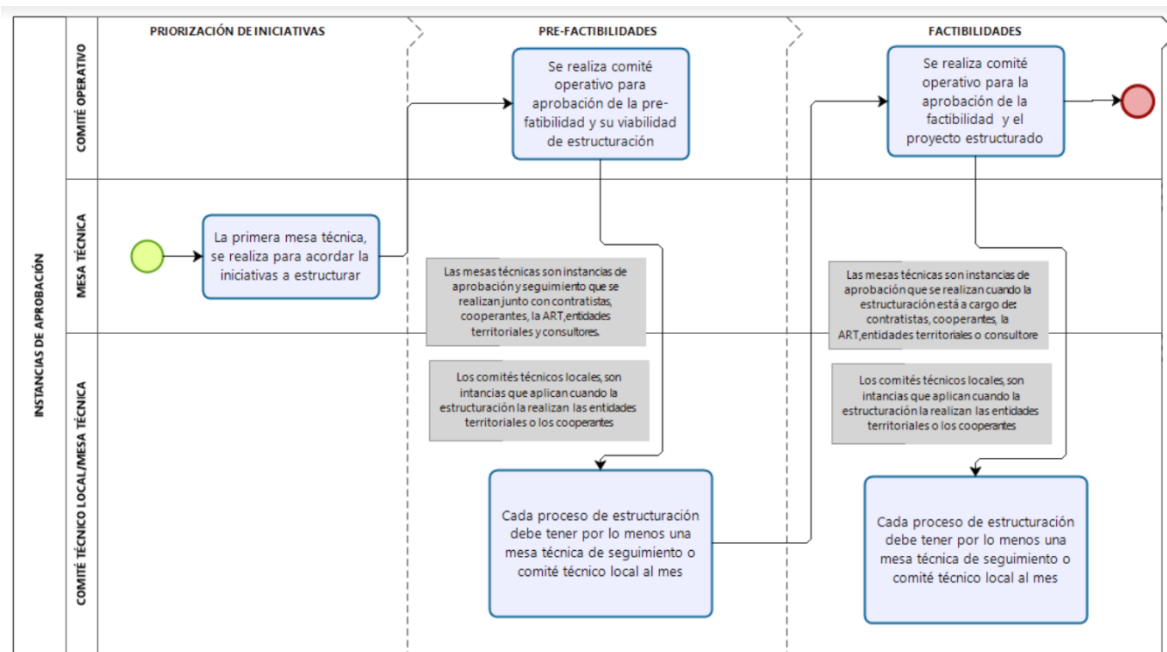 PRIORIZACIÓN DE INICIATIVAS
PRE-FACTIBILIDADES
FACTIBILIDADES
INSTANCIAS DE APROBACIÓN
COMITÉ OPERATIVO
Se realiza comité
operativo para
aprobación de la pre-
fatibilidad y su viabilidad
de estructuración
Se realiza comité
operativo para la
aprobación de la
factibilidad y el
proyecto estructurado
MESA TÉCNICA
La primera mesa técnica,
se realiza para acordar la
iniciativas a estructurar
Las mesas técnicas son instancias de
aprobación y seguimiento que se
realizan junto con contratistas,
cooperantes, la ART,entidades
territoriales y consultores.
Las mesas técnicas son instancias de
aprobación que se realizan cuando la
estructuración está a cargo de:
contratistas, cooperantes, la
ART,entidades territoriales o consultore
COMITÉ TÉCNICO LOCAL/MESA TÉCNICA
Los comités técnicos locales, son
intancias que aplican cuando la
estructuración la realizan las entidades
territoriales o los cooperantes
Los comités técnicos locales, son
intancias que aplican cuando la
estructuración la realizan las entidades
territoriales o los cooperantes
Cada proceso de estructuración
debe tener por lo menos una
mesa técnica de seguimiento o
comité técnico local al mes
Cada proceso de estructuración
debe tener por lo menos una
mesa técnica de seguimiento o
comité técnico local al mes